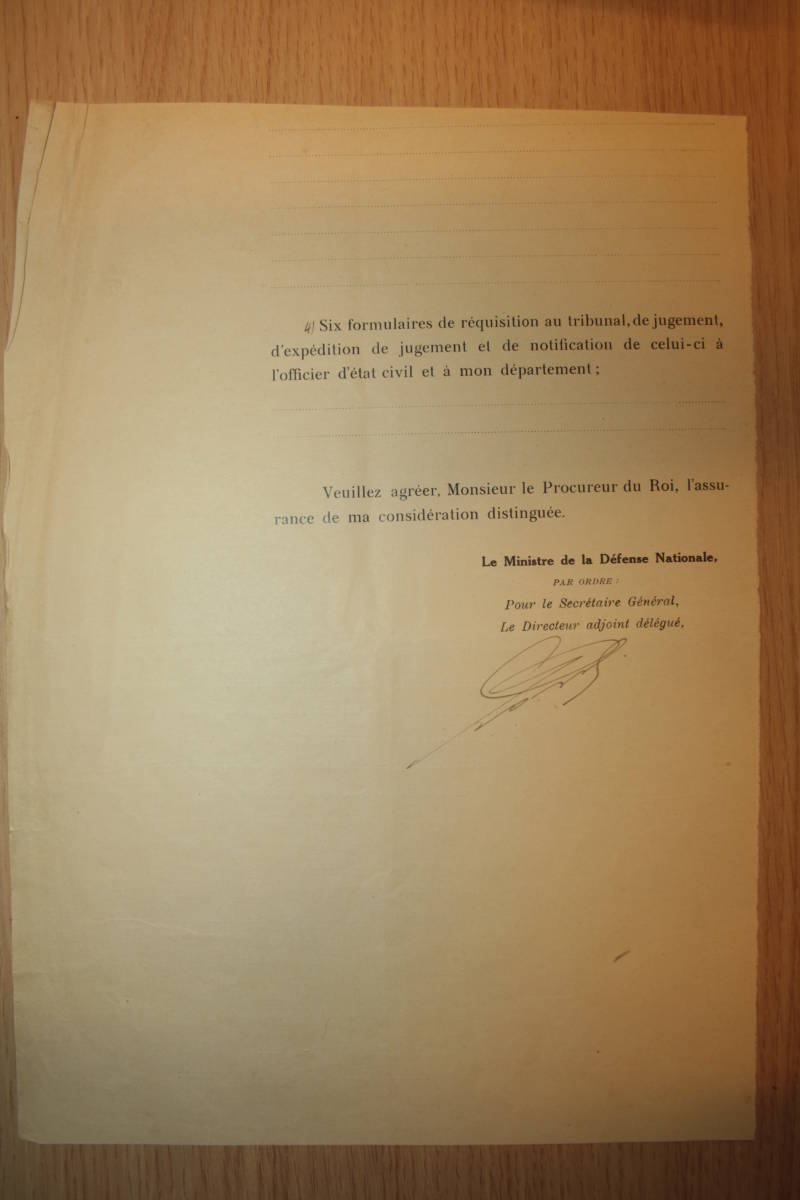 4) Six formulaires de réquisition au tribunal, de jugement,
d'expédition de jugement et de notification de celui-ci à
l'officier d'état civil et à mon département ;
Veuillez agréer, Monsieur le Procureur du Roi, l'assu-
rance de ma considération distinguée.
Le Ministre de la Défense Nationale,
PAR ORDRE :
Pour le Secrétaire Général,
Le Directeur adjoint délégué,